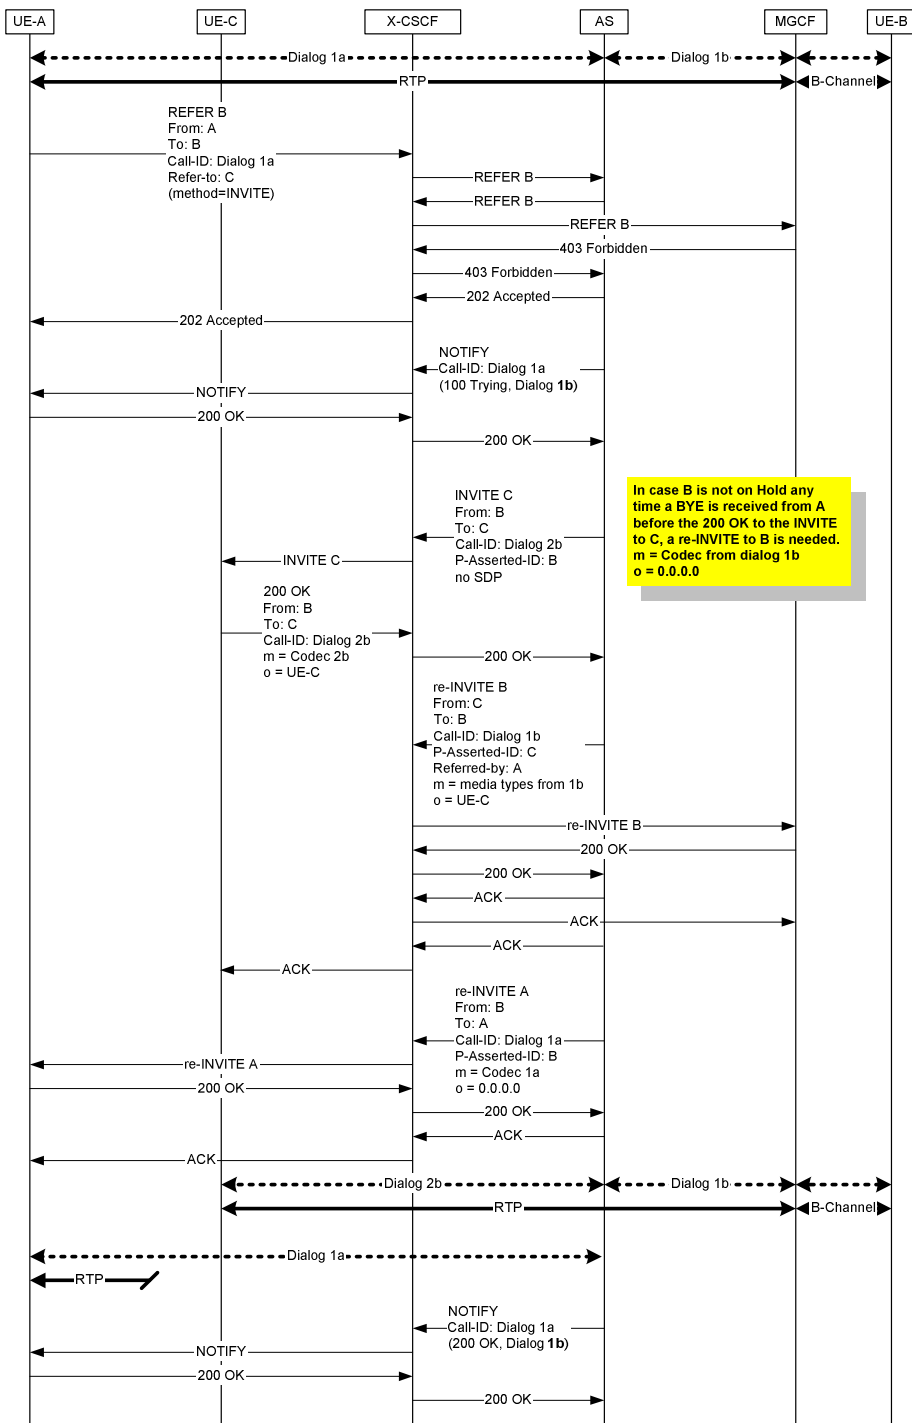 UE-A
UE-C
X-CSCF
AS
MGCF
UE-B
Dialog 1a
Dialog 1b
RTP
B-Channel
REFER B
From: A
To: B
Call-ID: Dialog 1a
Refer-to: C
(method=INVITE)
REFER B
REFER B
REFER B
403 Forbidden
403 Forbidden
202 Accepted
202 Accepted
NOTIFY
Call-ID: Dialog 1a
(100 Trying, Dialog 1b)
NOTIFY
200 OK
200 OK
In case B is not on Hold any
time a BYE is received from A
before the 200 OK to the INVITE
to C, a re-INVITE to B is needed.
m = Codec from dialog 1b
o = 0.0.0.0
INVITE C
From: B
To: C
Call-ID: Dialog 2b
P-Asserted-ID: B
no SDP
INVITE C
200 OK
From: B
To: C
Call-ID: Dialog 2b
m = Codec 2b
o = UE-C
200 OK
re-INVITE B
From: C
To: B
Call-ID: Dialog 1b
P-Asserted-ID: C
Referred-by: A
m = media types from 1b
o = UE-C
re-INVITE B
200 OK
200 OK
ACK
ACK
ACK
ACK
re-INVITE A
From: B
To: A
Call-ID: Dialog 1a
P-Asserted-ID: B
m = Codec 1a
o = 0.0.0.0
re-INVITE A
200 OK
200 OK
ACK
ACK
Dialog 2b
Dialog 1b
RTP
B-Channel
Dialog 1a
RTP
NOTIFY
Call-ID: Dialog 1a
(200 OK, Dialog 1b)
NOTIFY
200 OK
200 OK